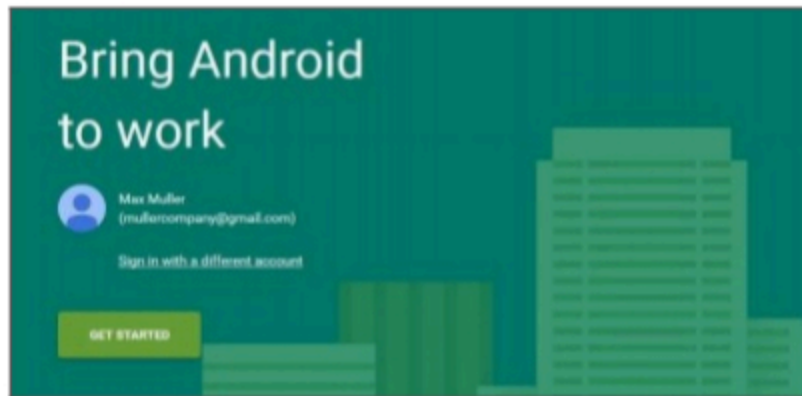 Bring Android
to work
Max Muller
(mullercompany@gmail.com)
Sign in with a different account
GET STARTED